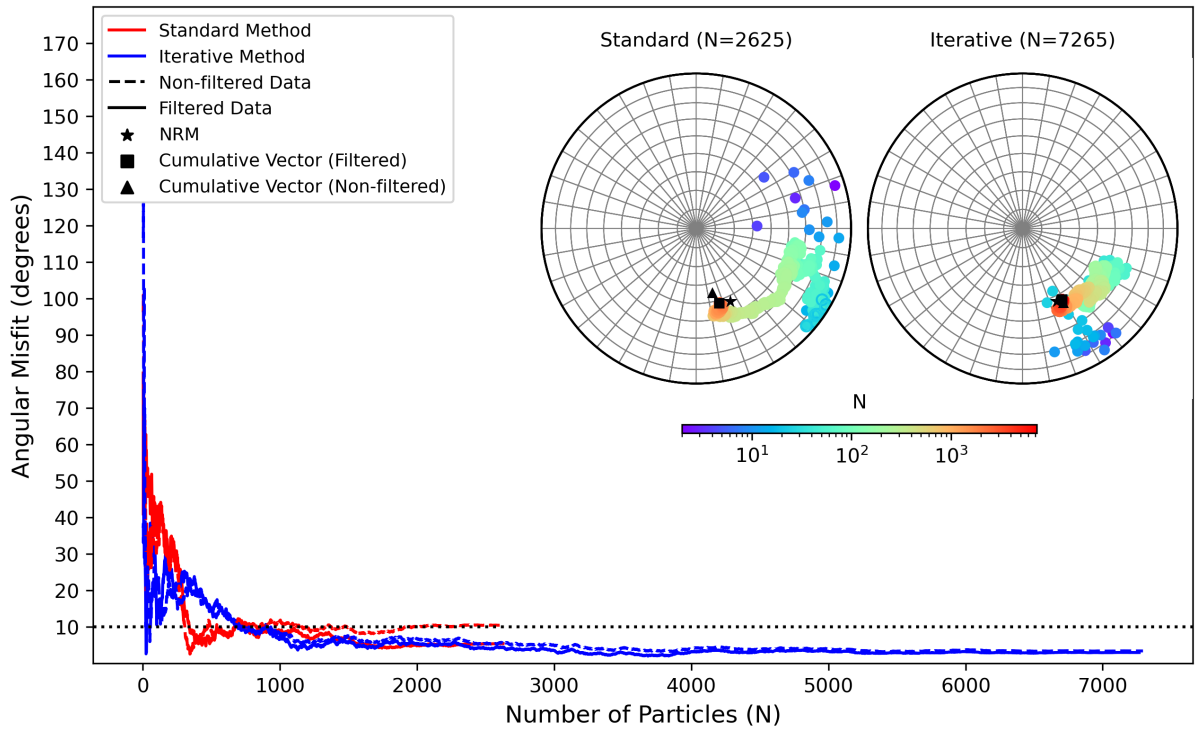 Standard Method
Iterative Method
Non-filtered Data
Filtered Data
NRM
Cumulative Vector (Filtered)
Cumulative Vector (Non-filtered)
Standard (N=2625)
Iterative (N=7265)
N
10¹
10²
10³
Angular Misfit (degrees)
170
160
150
140
130
120
110
100
90
80
70
60
50
40
30
20
10
0
1000
2000
3000
4000
5000
6000
7000
Number of Particles (N)